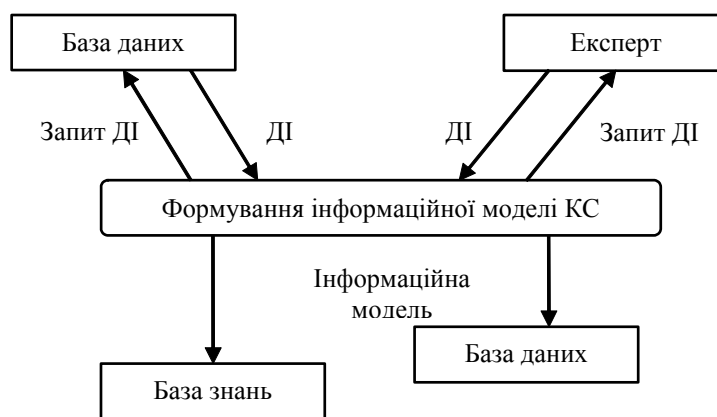 База даних
Експерт
Запит ДІ
ДІ
ДІ
Запит ДІ
Формування інформаційної моделі КС
Інформаційна
модель
База даних
База знань